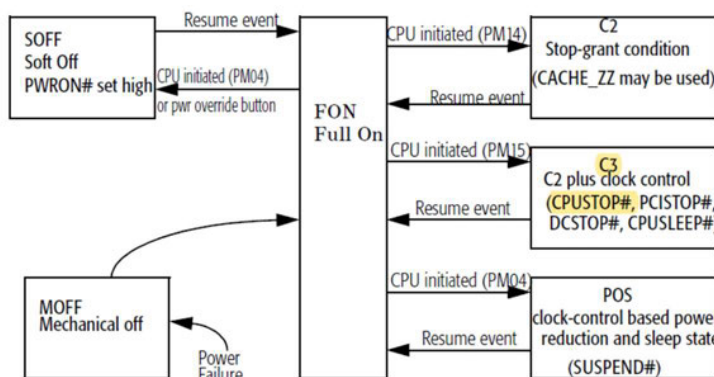 SOFF
Soft Off
PWRON# set high
Resume event
CPU initiated (PM04)
or pwr override button
FON
Full On
CPU initiated (PM14)
Resume event
C2
Stop-grant condition
(CACHE_ZZ may be used)
CPU initiated (PM15)
Resume event
C3
C2 plus clock control
(CPUSTOP#, PCISTOP#,
DCSTOP#, CPUSLEEP#
MOFF
Mechanical off
Power
Failure
CPU initiated (PM04)
Resume event
POS
clock-control based power
reduction and sleep state
(SUSPEND#)